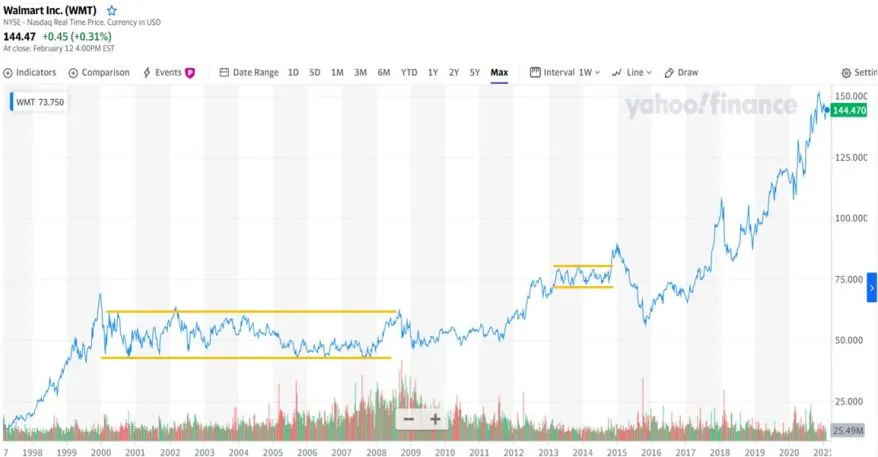 Walmart Inc. (WMT)
NYSE - Nasdaq Real Time Price. Currency in USD
144.47 +0.45 (+0.31%)
At close: February 12 4:00PM EST
Indicators Comparison Events Date Range 1D 5D 1M 3M 6M YTD 1Y 2Y 5Y Max Interval 1W Line Draw Settin
WMT 73.750
yahoo!finance
150.000
144.470
125.000
100.000
75.000
50.000
25.000
25.49M
7 1998 1999 2000 2001 2002 2003 2004 2005 2006 2007 2008 2009 2010 2011 2012 2013 2014 2015 2016 2017 2018 2019 2020 2021